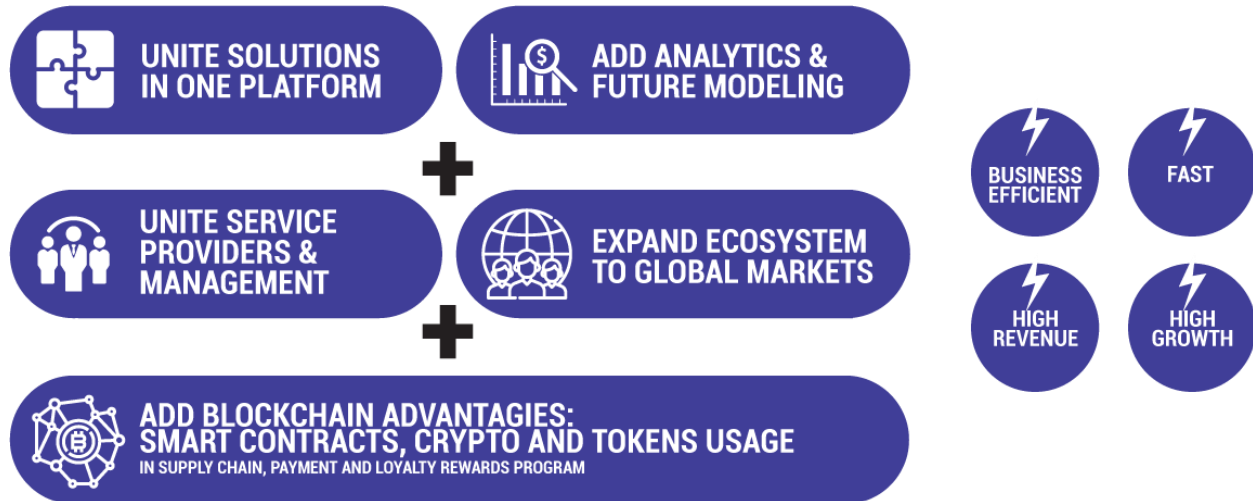 UNITE SOLUTIONS
IN ONE PLATFORM
ADD ANALYTICS &
FUTURE MODELING
UNITE SERVICE
PROVIDERS &
MANAGEMENT
EXPAND ECOSYSTEM
TO GLOBAL MARKETS
ADD BLOCKCHAIN ADVANTAGIES:
SMART CONTRACTS, CRYPTO AND TOKENS USAGE
IN SUPPLY CHAIN, PAYMENT AND LOYALTY REWARDS PROGRAM
BUSINESS
EFFICIENT
FAST
HIGH
REVENUE
HIGH
GROWTH